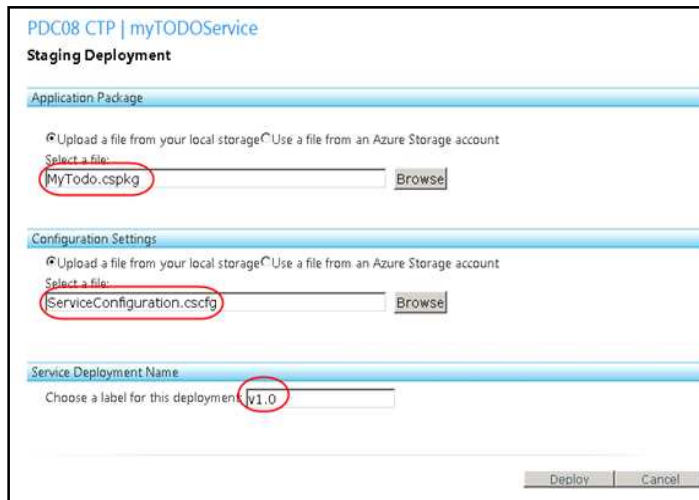 PDC08 CTP | myTODOService
Staging Deployment
Application Package
Upload a file from your local storage Use a file from an Azure Storage account
Select a file:
MyTodo.cspkg Browse
Configuration Settings
Upload a file from your local storage Use a file from an Azure Storage account
Select a file:
ServiceConfiguration.cscfg Browse
Service Deployment Name
Choose a label for this deployment v1.0
Deploy Cancel